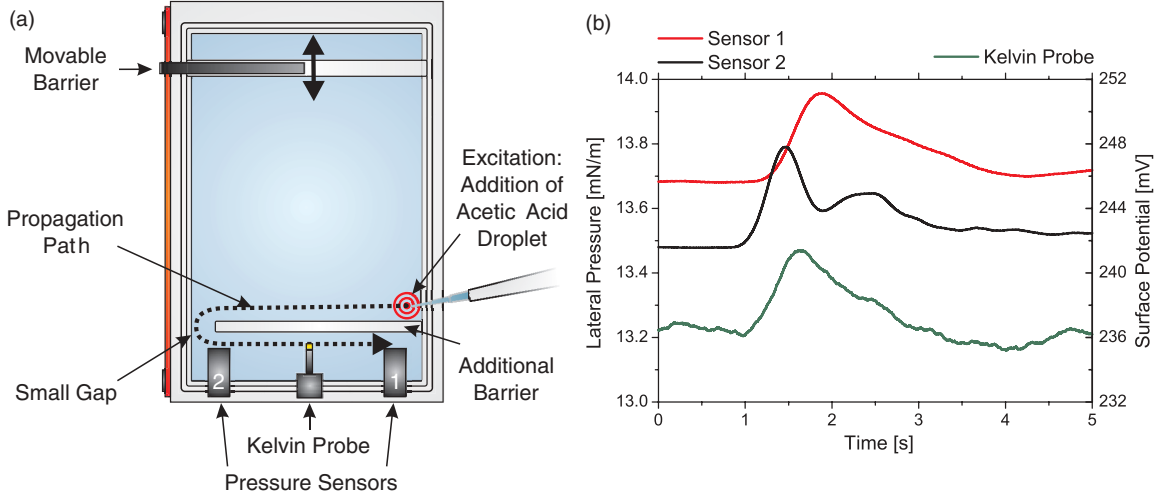 (a)
Movable
Barrier
Propagation
Path
Small Gap
Excitation:
Addition of
Acetic Acid
Droplet
Additional
Barrier
2
1
Kelvin Probe
Pressure Sensors
(b)
Sensor 1
Sensor 2
Kelvin Probe
14.0
13.8
13.6
13.4
13.2
13.0
Lateral Pressure [mN/m]
252
248
244
240
236
232
Surface Potential [mV]
0
1
2
3
4
5
Time [s]